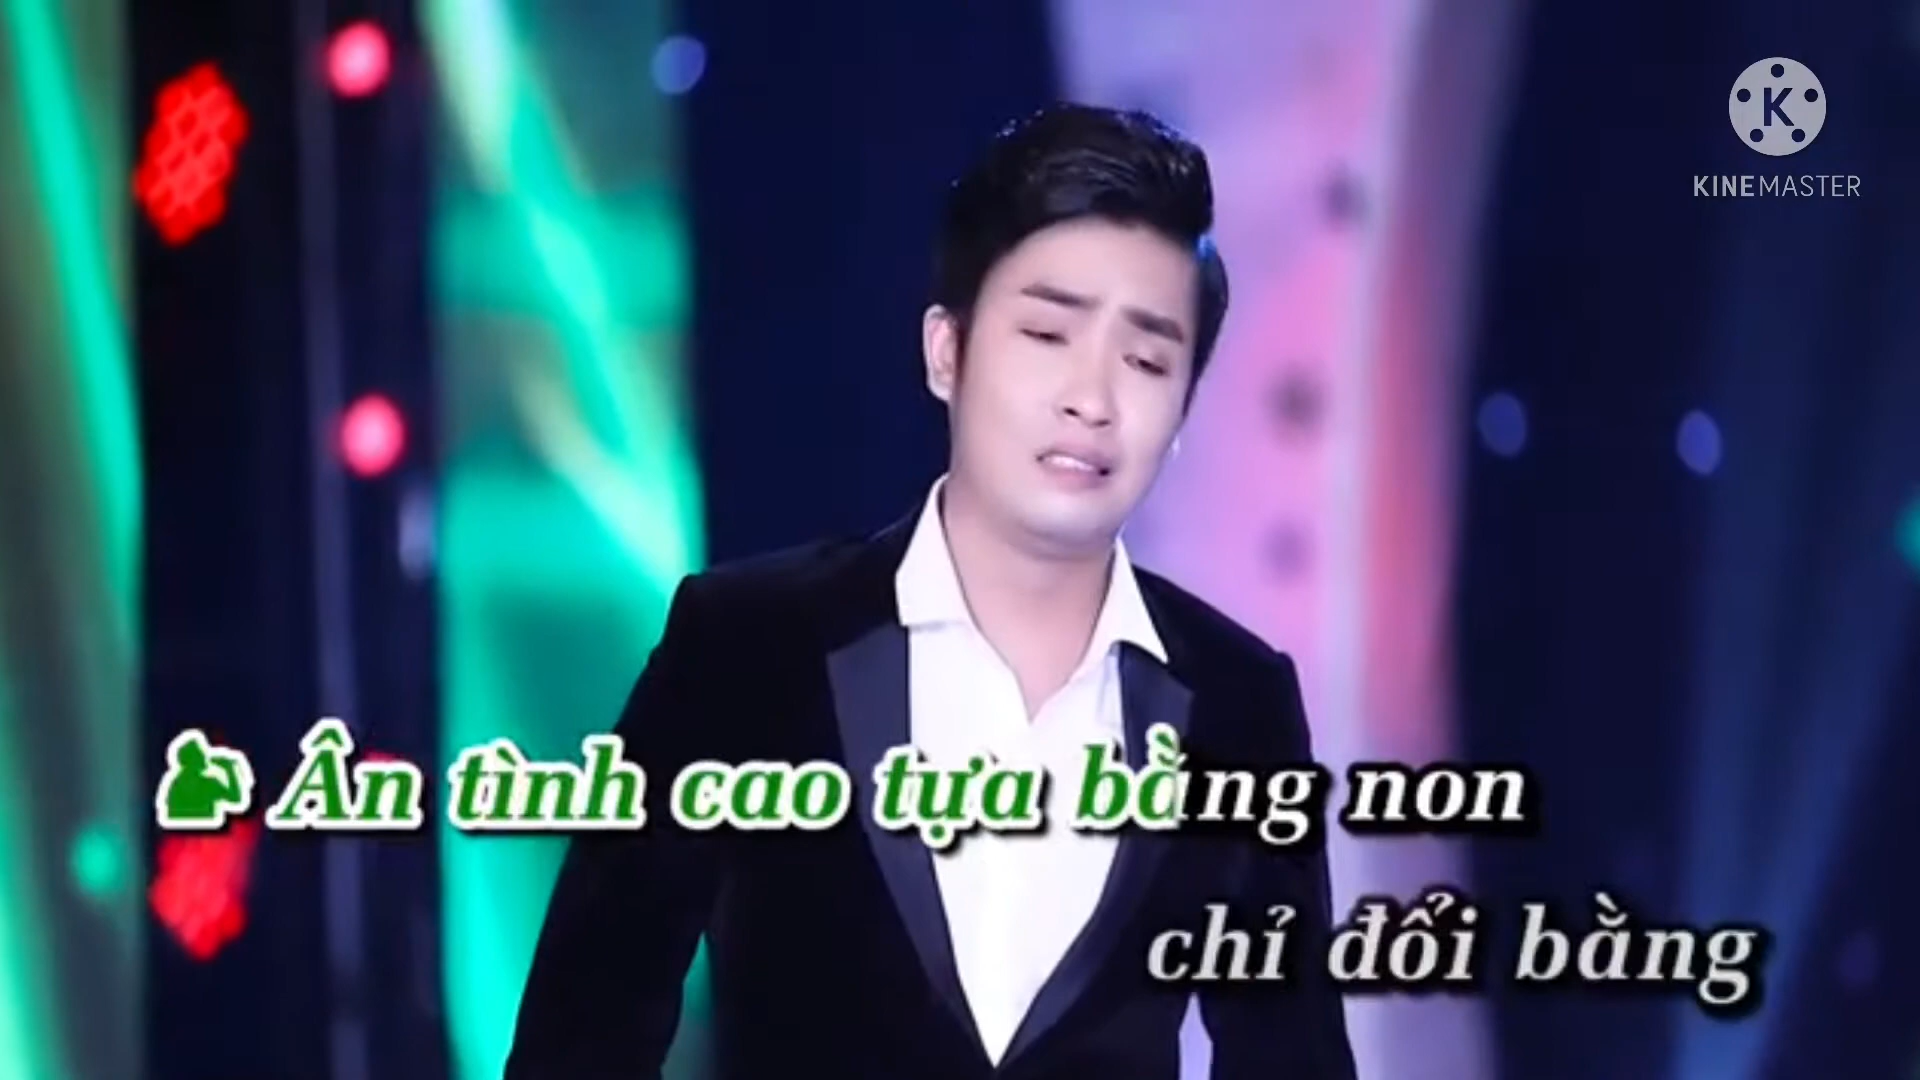 K
KINEMASTER
Ân tình cao tựa bằng non
chỉ đổi bằng